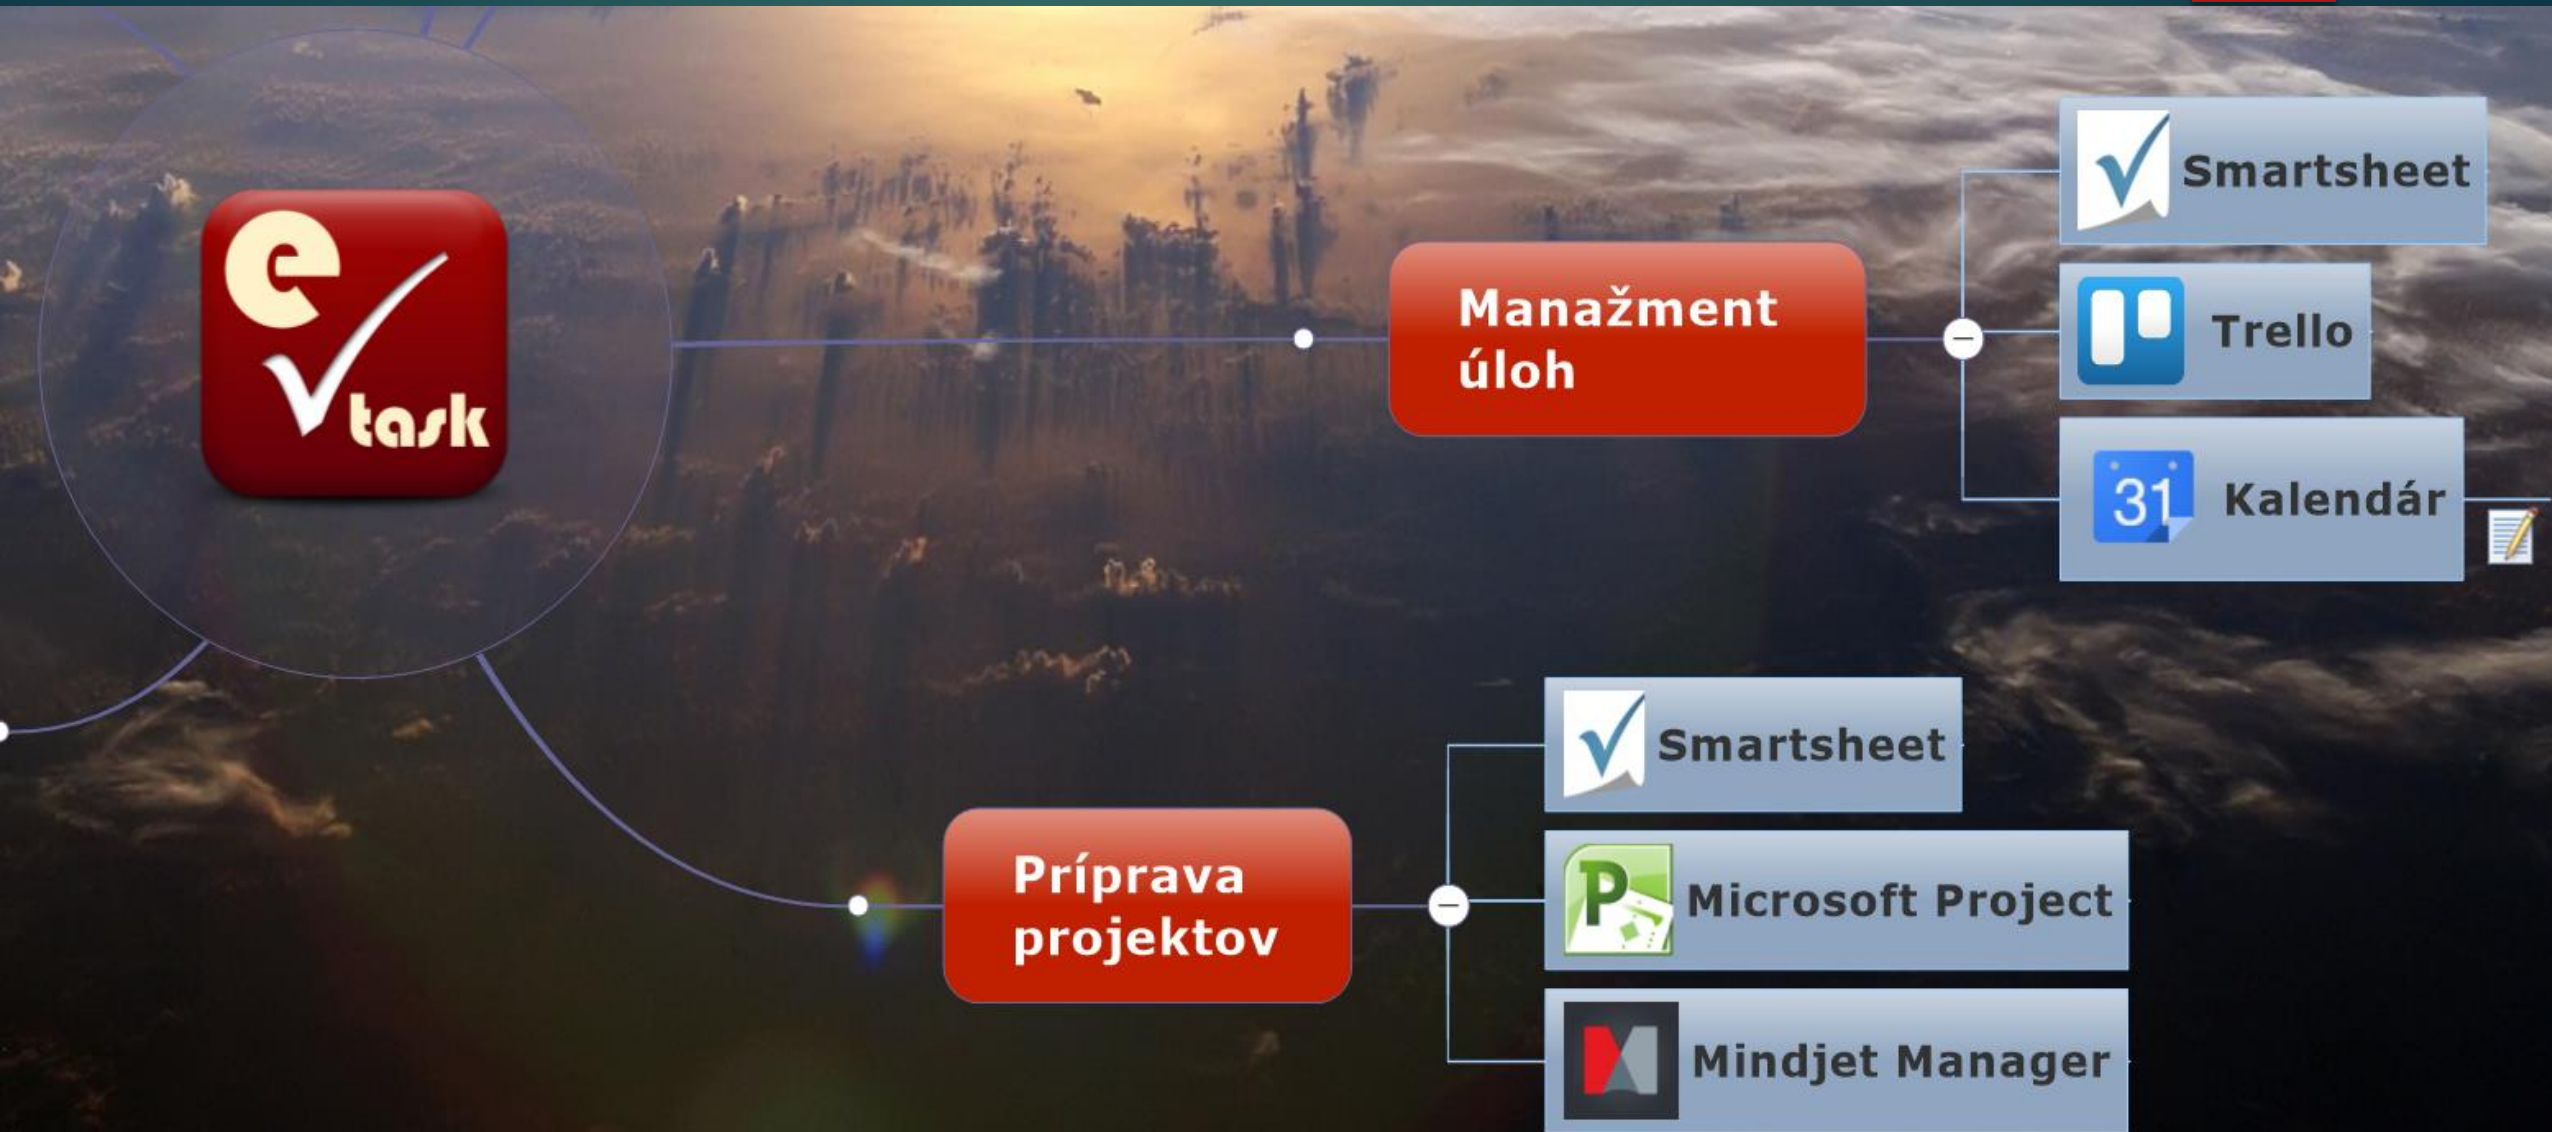 e
task
Manažment
úloh
Smartsheet
Trello
31
Kalendár
Príprava
projektov
Smartsheet
P
Microsoft Project
Mindjet Manager